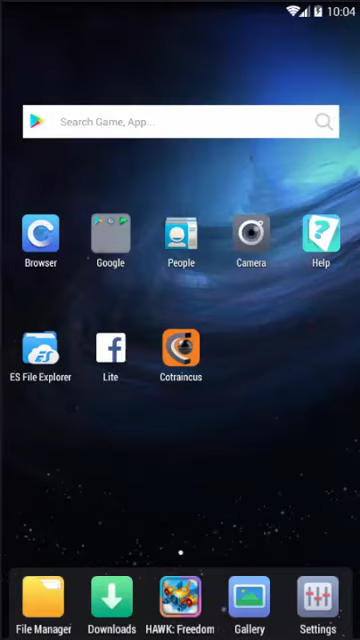 10:04
Search Game, App...
Browser
Google
People
Camera
Help
ES File Explorer
Lite
Cotraincus
File Manager
Downloads
HAWK: Freedom
Gallery
Settings